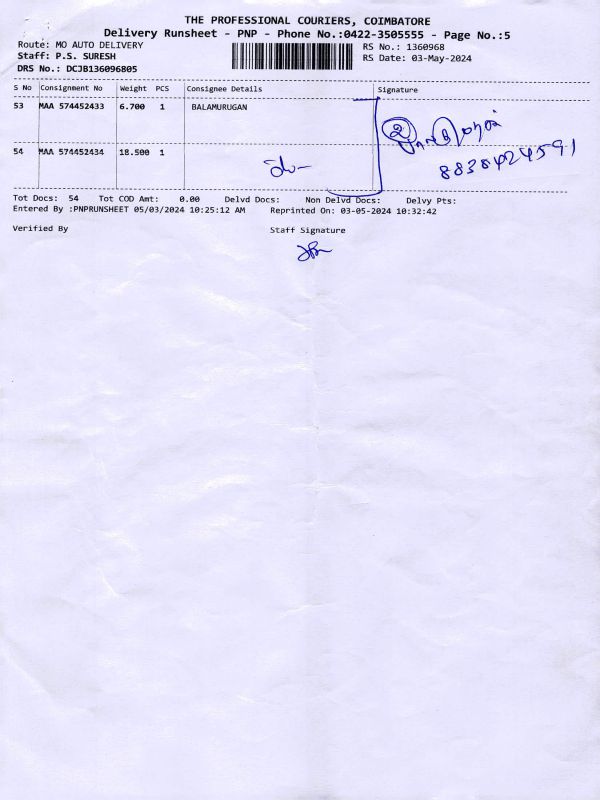 THE PROFESSIONAL COURIERS, COIMBATORE
Delivery Runsheet - PNP - Phone No.:0422-3505555 - Page No.:5
Route: MO AUTO DELIVERY
RS No.: 1360968
Staff: P.S. SURESH
RS Date: 03-May-2024
DRS No.: DCJB136096805
S No Consignment No Weight PCS Consignee Details Signature
53 MAA 574452433 6.700 1 BALAMURUGAN
54 MAA 574452434 18.500 1
8838424591
Tot Docs: 54 Tot COD Amt: 0.00 Delvd Docs: Non Delvd Docs: Delvy Pts:
Entered By :PNPRUNSHEET 05/03/2024 10:25:12 AM Reprinted On: 03-05-2024 10:32:42
Verified By Staff Signature